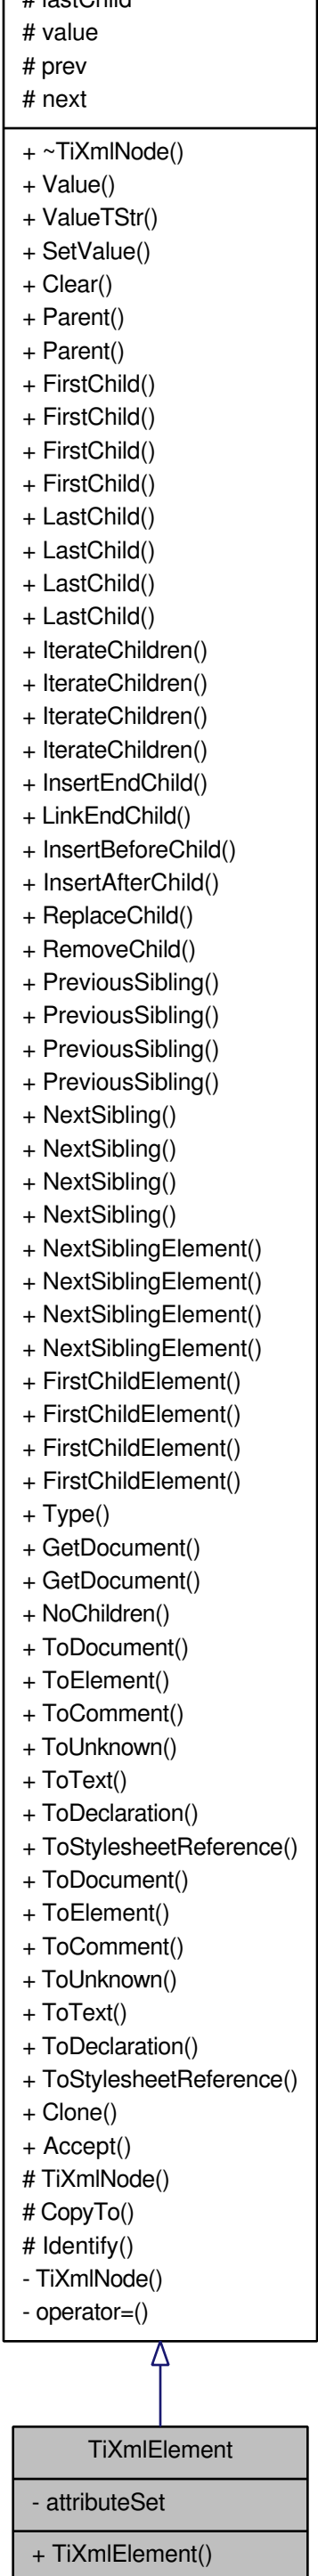 # lastChild
# value
# prev
# next
+ ~TiXmlNode()
+ Value()
+ ValueTStr()
+ SetValue()
+ Clear()
+ Parent()
+ Parent()
+ FirstChild()
+ FirstChild()
+ FirstChild()
+ FirstChild()
+ LastChild()
+ LastChild()
+ LastChild()
+ LastChild()
+ IterateChildren()
+ IterateChildren()
+ IterateChildren()
+ IterateChildren()
+ InsertEndChild()
+ LinkEndChild()
+ InsertBeforeChild()
+ InsertAfterChild()
+ ReplaceChild()
+ RemoveChild()
+ PreviousSibling()
+ PreviousSibling()
+ PreviousSibling()
+ PreviousSibling()
+ NextSibling()
+ NextSibling()
+ NextSibling()
+ NextSibling()
+ NextSiblingElement()
+ NextSiblingElement()
+ NextSiblingElement()
+ NextSiblingElement()
+ FirstChildElement()
+ FirstChildElement()
+ FirstChildElement()
+ FirstChildElement()
+ Type()
+ GetDocument()
+ GetDocument()
+ NoChildren()
+ ToDocument()
+ ToElement()
+ ToComment()
+ ToUnknown()
+ ToText()
+ ToDeclaration()
+ ToStylesheetReference()
+ ToDocument()
+ ToElement()
+ ToComment()
+ ToUnknown()
+ ToText()
+ ToDeclaration()
+ ToStylesheetReference()
+ Clone()
+ Accept()
# TiXmlNode()
# CopyTo()
# Identify()
- TiXmlNode()
- operator=()
TiXmlElement
- attributeSet
+ TiXmlElement()